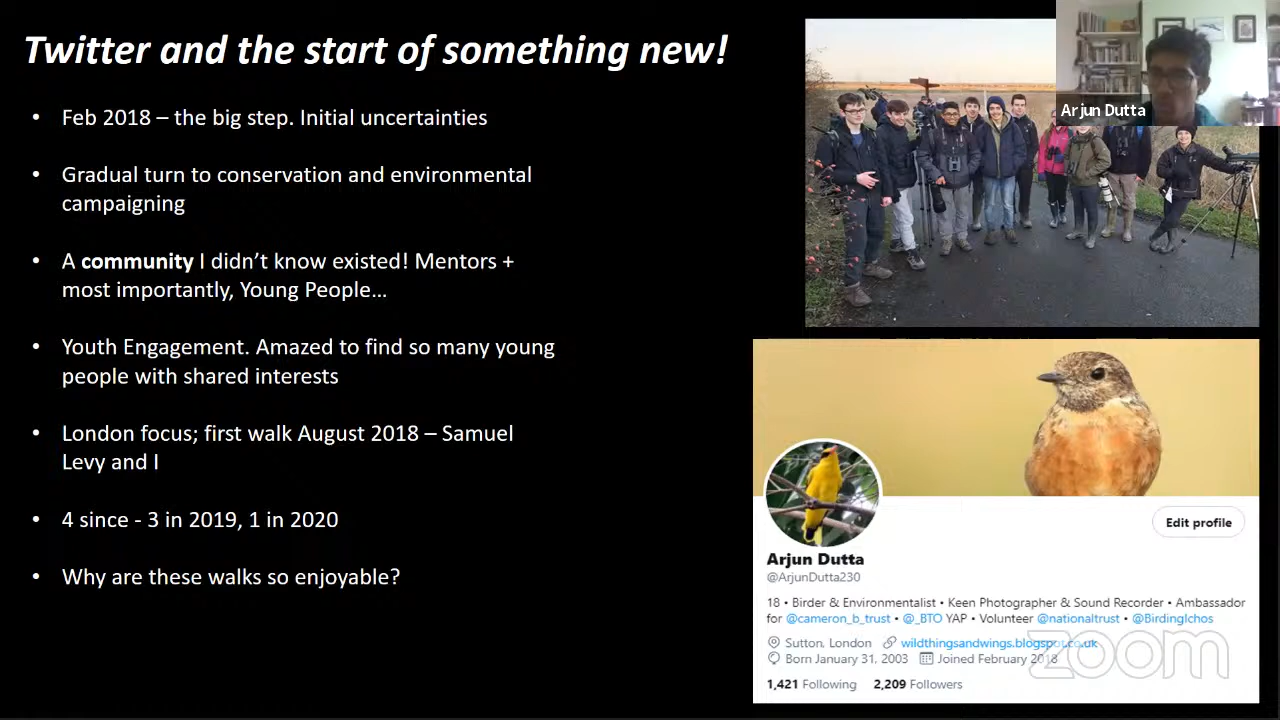 Twitter and the start of something new!
• Feb 2018 – the big step. Initial uncertainties
• Gradual turn to conservation and environmental
campaigning
• A community I didn't know existed! Mentors +
most importantly, Young People...
• Youth Engagement. Amazed to find so many young
people with shared interests
• London focus; first walk August 2018 – Samuel
Levy and I
• 4 since - 3 in 2019, 1 in 2020
• Why are these walks so enjoyable?
Arjun Dutta
Edit profile
Arjun Dutta
@ArjunDutta230
18 • Birder & Environmentalist • Keen Photographer & Sound Recorder • Ambassador
for @cameron_b_trust • @_BTO YAP • Volunteer @nationaltrust • @BirdingIchos
Sutton, London wildthingsandwings.blogspot.co.uk
Born January 31, 2003 Joined February 2018
1,421 Following 2,209 Followers
zoom